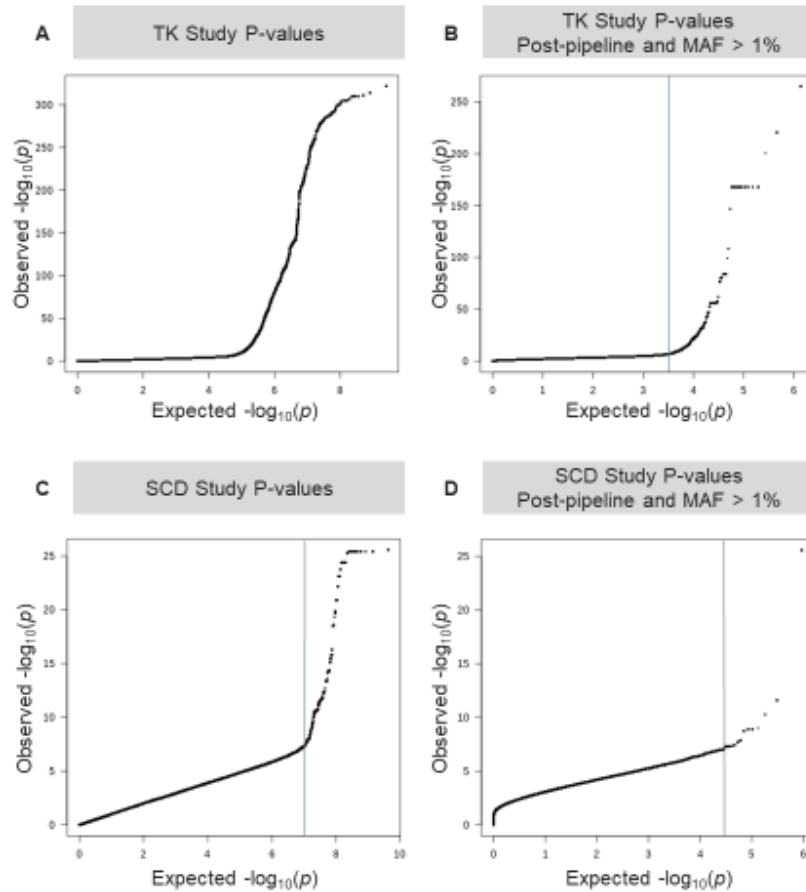 A
TK Study P-values
Observed -log₁₀(p)
300
250
200
150
100
50
0
0
2
4
6
8
Expected -log₁₀(p)
B
TK Study P-values
Post-pipeline and MAF > 1%
Observed -log₁₀(p)
250
200
150
100
50
0
0
1
2
3
4
5
6
Expected -log₁₀(p)
C
SCD Study P-values
Observed -log₁₀(p)
25
20
15
10
5
0
0
2
4
6
8
10
Expected -log₁₀(p)
D
SCD Study P-values
Post-pipeline and MAF > 1%
Observed -log₁₀(p)
25
20
15
10
5
0
0
1
2
3
4
5
6
Expected -log₁₀(p)